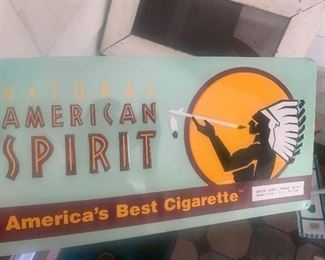 NATURAL
AMERICAN
SPIRIT
America's Best Cigarette™